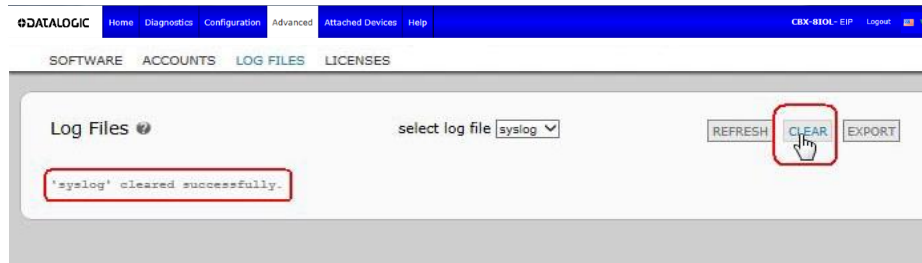 DATALOGIC Home Diagnostics Configuration Advanced Attached Devices Help CBX-8IOL- EIP Logout
SOFTWARE ACCOUNTS LOG FILES LICENSES
Log Files select log file syslog REFRESH CLEAR EXPORT
'syslog' cleared successfully.